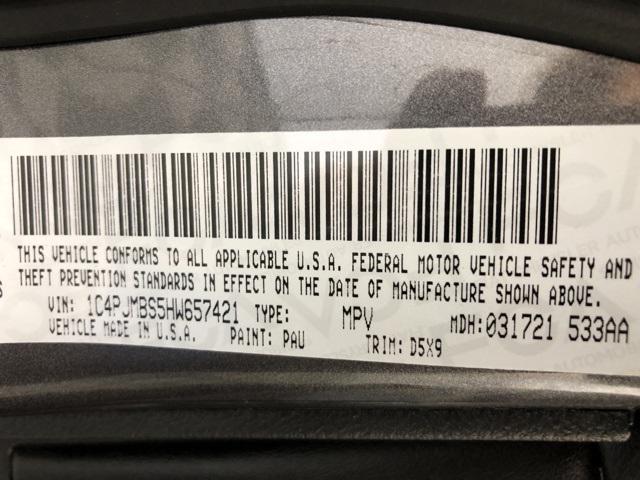 THIS VEHICLE CONFORMS TO ALL APPLICABLE U.S.A. FEDERAL MOTOR VEHICLE SAFETY AND
THEFT PREVENTION STANDARDS IN EFFECT ON THE DATE OF MANUFACTURE SHOWN ABOVE.
VIN: 1C4PJMBS5HW657421 TYPE: MPV MDH: 031721 533AA
VEHICLE MADE IN U.S.A. PAINT: PAU TRIM: D5X9